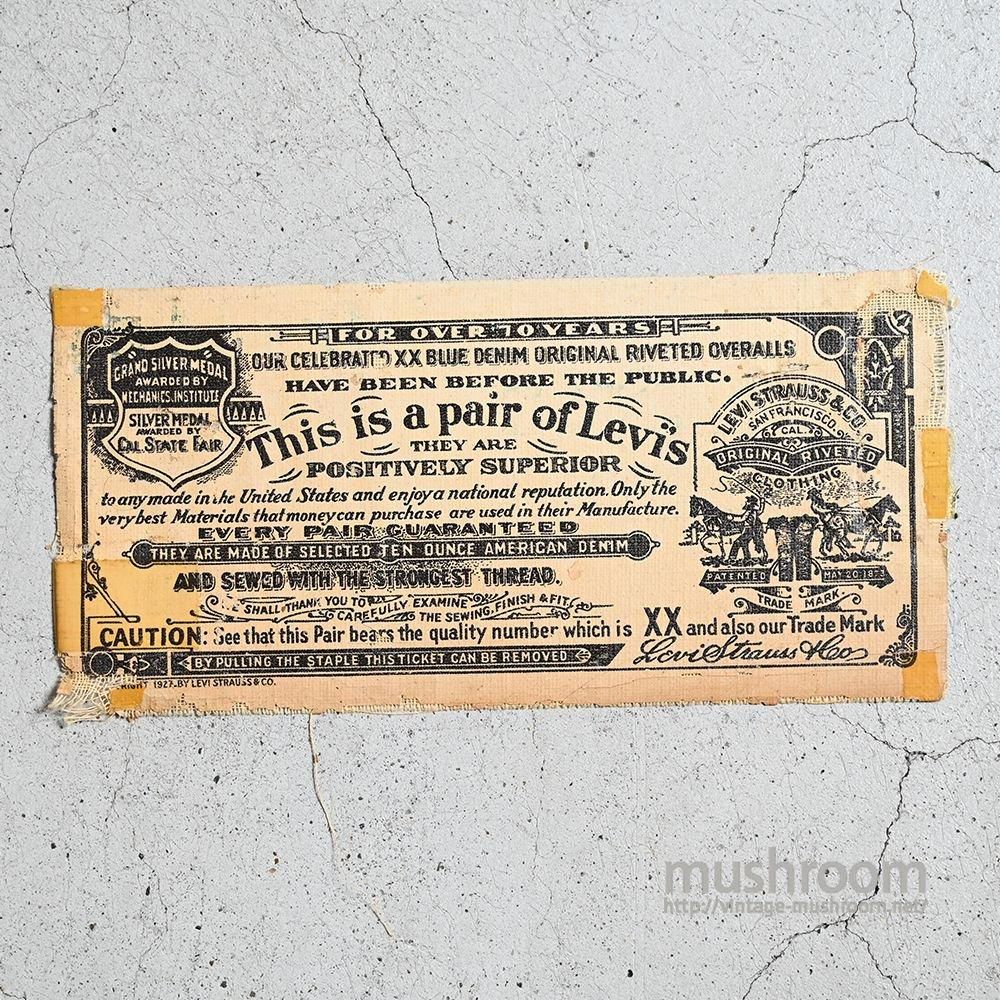 FOR OVER 70 YEARS
OUR CELEBRATED XX BLUE DENIM ORIGINAL RIVETED OVERALLS
HAVE BEEN BEFORE THE PUBLIC.
GRAND SILVER MEDAL
AWARDED BY
MECHANICS. INSTITUTE
SILVER MEDAL
AWARDED BY
CAL. STATE FAIR
This is a pair of Levi's
THEY ARE
POSITIVELY SUPERIOR
to any made in the United States and enjoy a national reputation. Only the
very best Materials that money can purchase are used in their Manufacture.
EVERY PAIR GUARANTEED
THEY ARE MADE OF SELECTED TEN OUNCE AMERICAN DENIM
AND SEWED WITH THE STRONGEST THREAD.
WE SHALL THANK YOU TO
CAREFULLY EXAMINE THE SEWING, FINISH & FIT.
LEVI STRAUSS & CO
SAN FRANCISCO.
CAL.
ORIGINAL RIVETED
CLOTHING
PATENTED MAY 20 18
TRADE MARK
CAUTION: See that this Pair bears the quality number which is XX and also our Trade Mark
BY PULLING THE STAPLE THIS TICKET CAN BE REMOVED
Levi Strauss & Co
RIGHT 1927. BY LEVI STRAUSS & CO.
mushroom
http://vintage-mushroom.net/